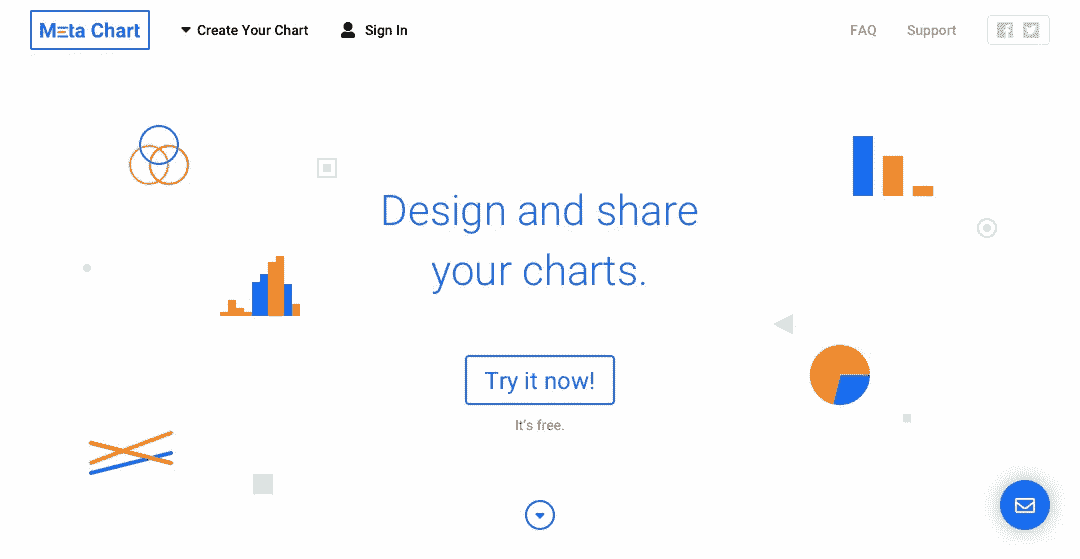 Meta Chart
Create Your Chart
Sign In
FAQ
Support
Design and share
your charts.
Try it now!
It's free.